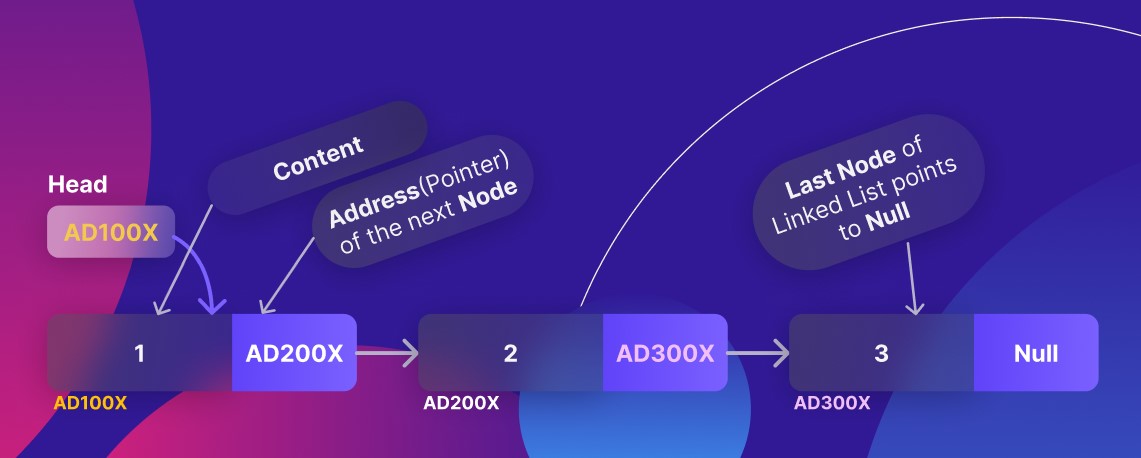 Content
Address(Pointer)
of the next Node
Last Node of
Linked List points
to Null
Head
AD100X
1
AD200X
2
AD300X
3
Null
AD100X
AD200X
AD300X